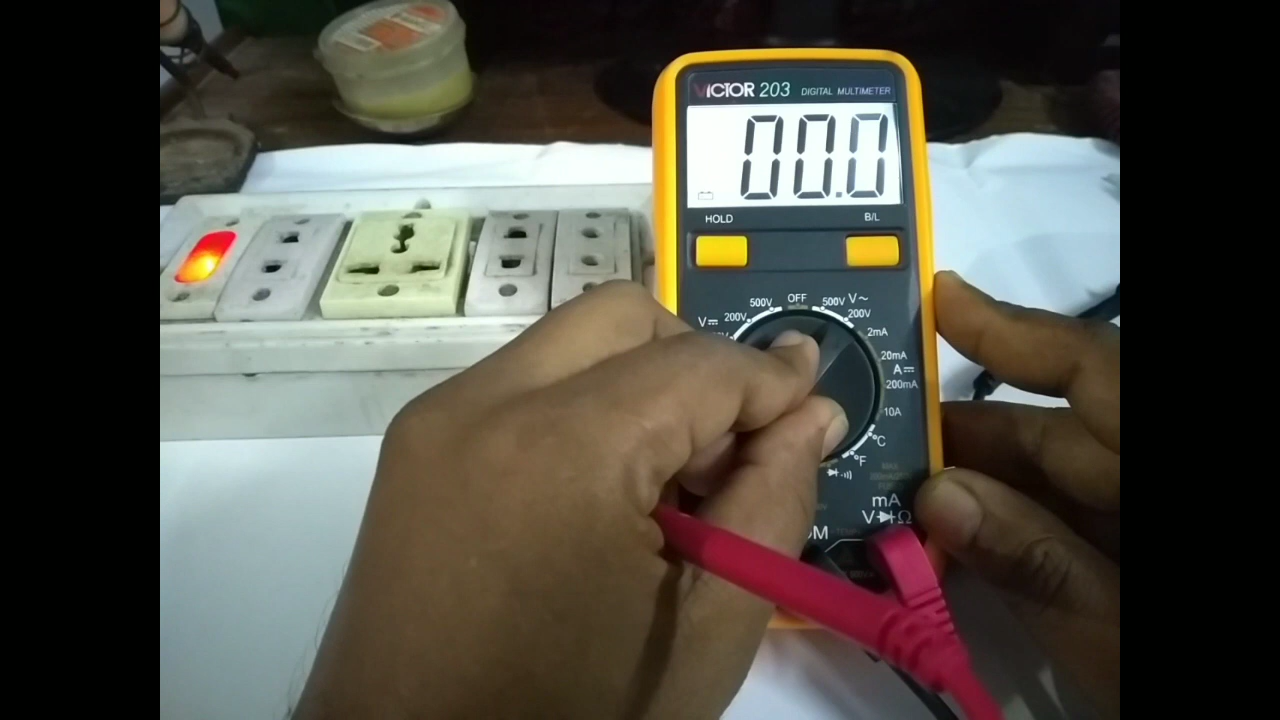 VICTOR 203 DIGITAL MULTIMETER
00.0
HOLD B/L
500V OFF 500V V~
V⎓ 200V 200V
2mA
20mA
A⎓
200mA
10A
°C
°F
mA
V Ω